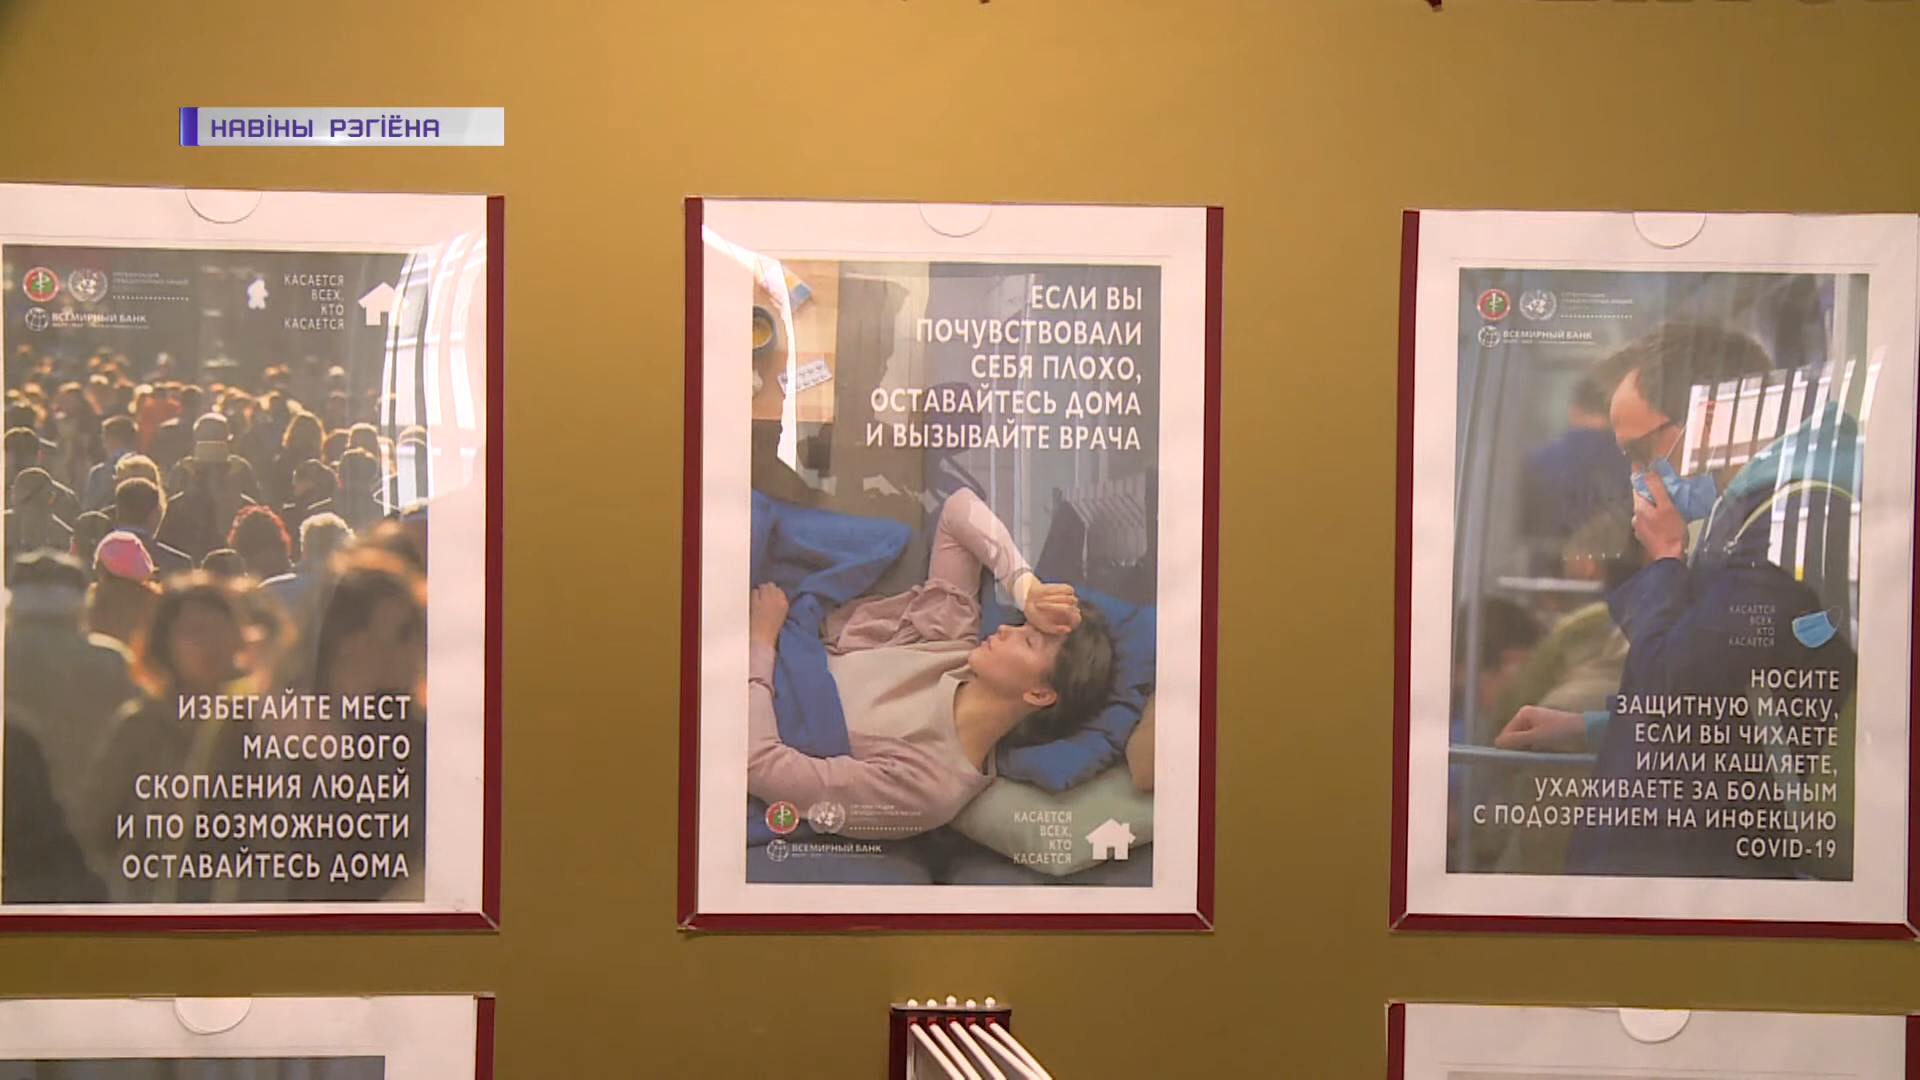 НАВІНЫ РЭГІЁНА
КАСАЕТСЯ
ВСЕХ,
КТО
КАСАЕТСЯ
ВСЕМИРНЫЙ БАНК
ИЗБЕГАЙТЕ МЕСТ
МАССОВОГО
СКОПЛЕНИЯ ЛЮДЕЙ
И ПО ВОЗМОЖНОСТИ
ОСТАВАЙТЕСЬ ДОМА
ЕСЛИ ВЫ
ПОЧУВСТВОВАЛИ
СЕБЯ ПЛОХО,
ОСТАВАЙТЕСЬ ДОМА
И ВЫЗЫВАЙТЕ ВРАЧА
ВСЕМИРНЫЙ БАНК
КАСАЕТСЯ
ВСЕХ,
КТО
КАСАЕТСЯ
ВСЕМИРНЫЙ БАНК
КАСАЕТСЯ
ВСЕХ,
КТО
КАСАЕТСЯ
НОСИТЕ
ЗАЩИТНУЮ МАСКУ,
ЕСЛИ ВЫ ЧИХАЕТЕ
И/ИЛИ КАШЛЯЕТЕ,
УХАЖИВАЕТЕ ЗА БОЛЬНЫМ
С ПОДОЗРЕНИЕМ НА ИНФЕКЦИЮ
COVID-19